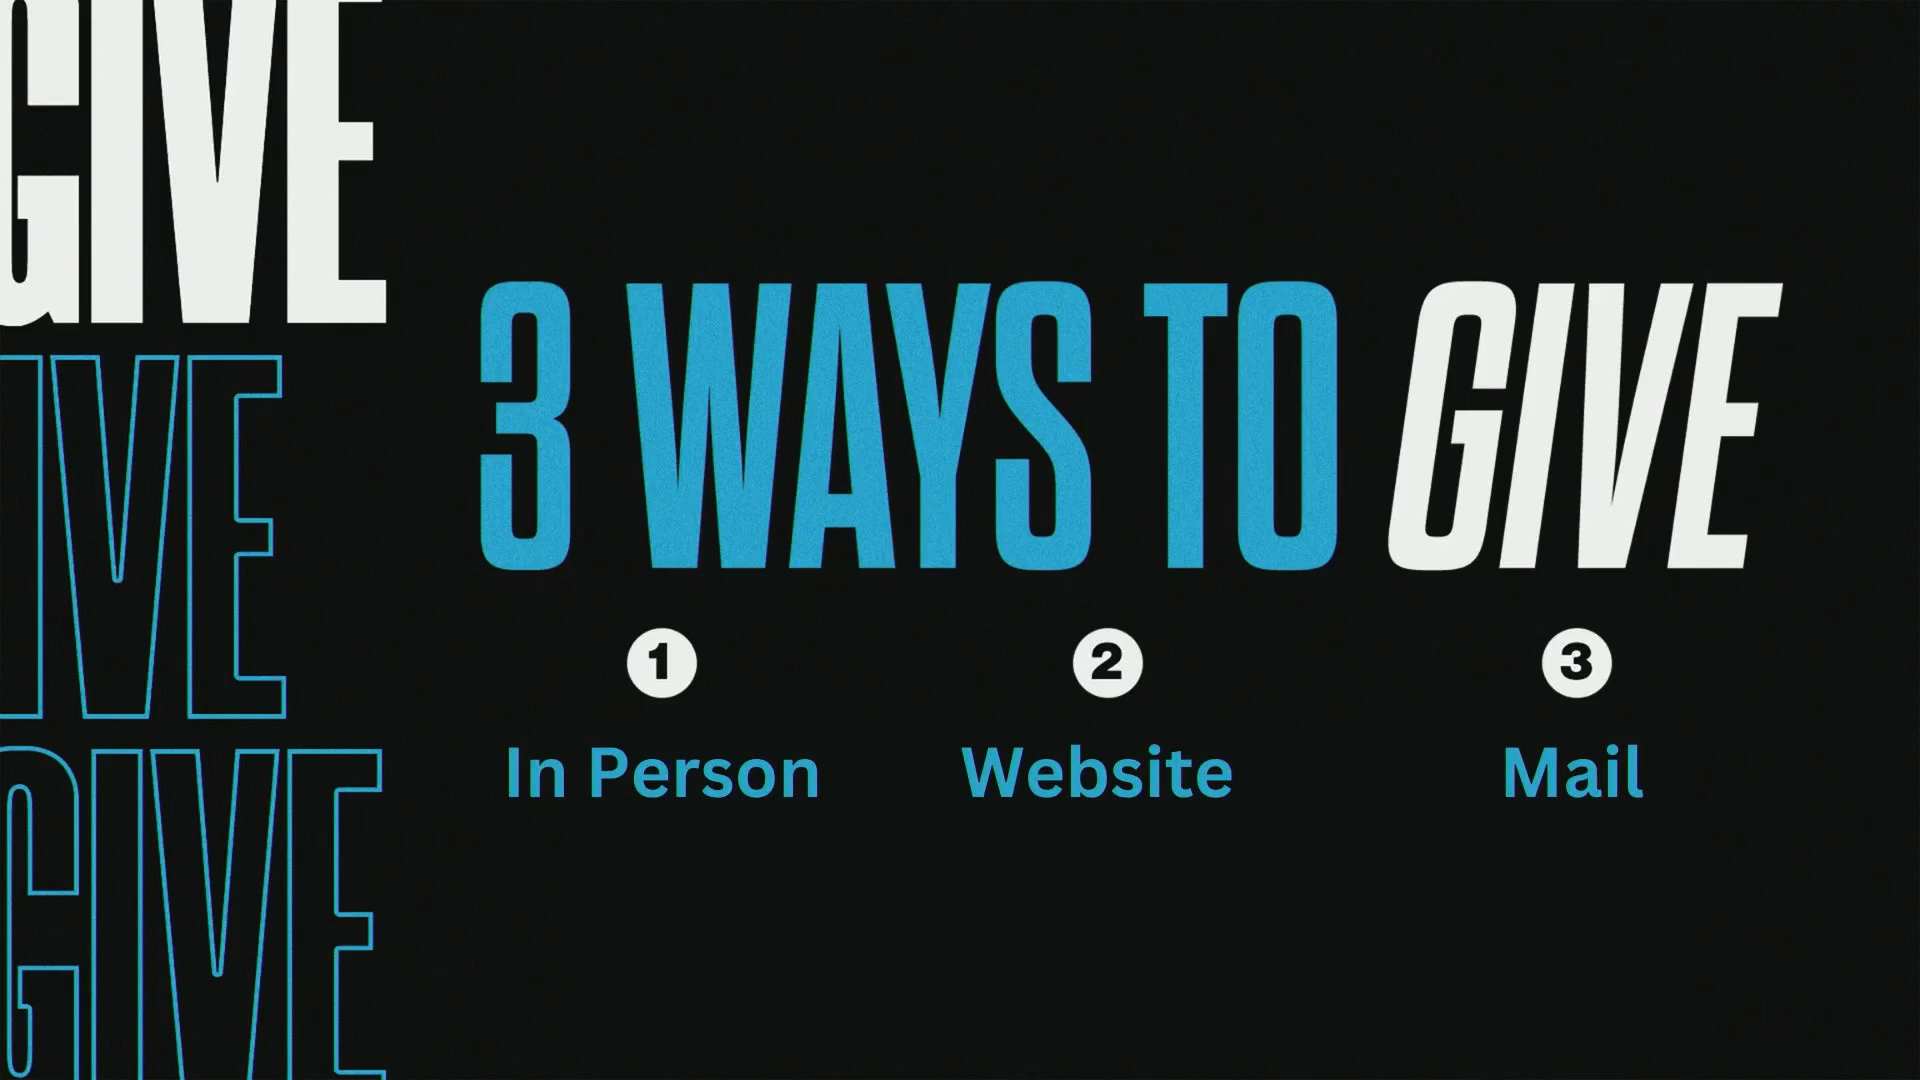 GIVE
IVE
GIVE
3 WAYS TO GIVE
1 2 3
In Person Website Mail